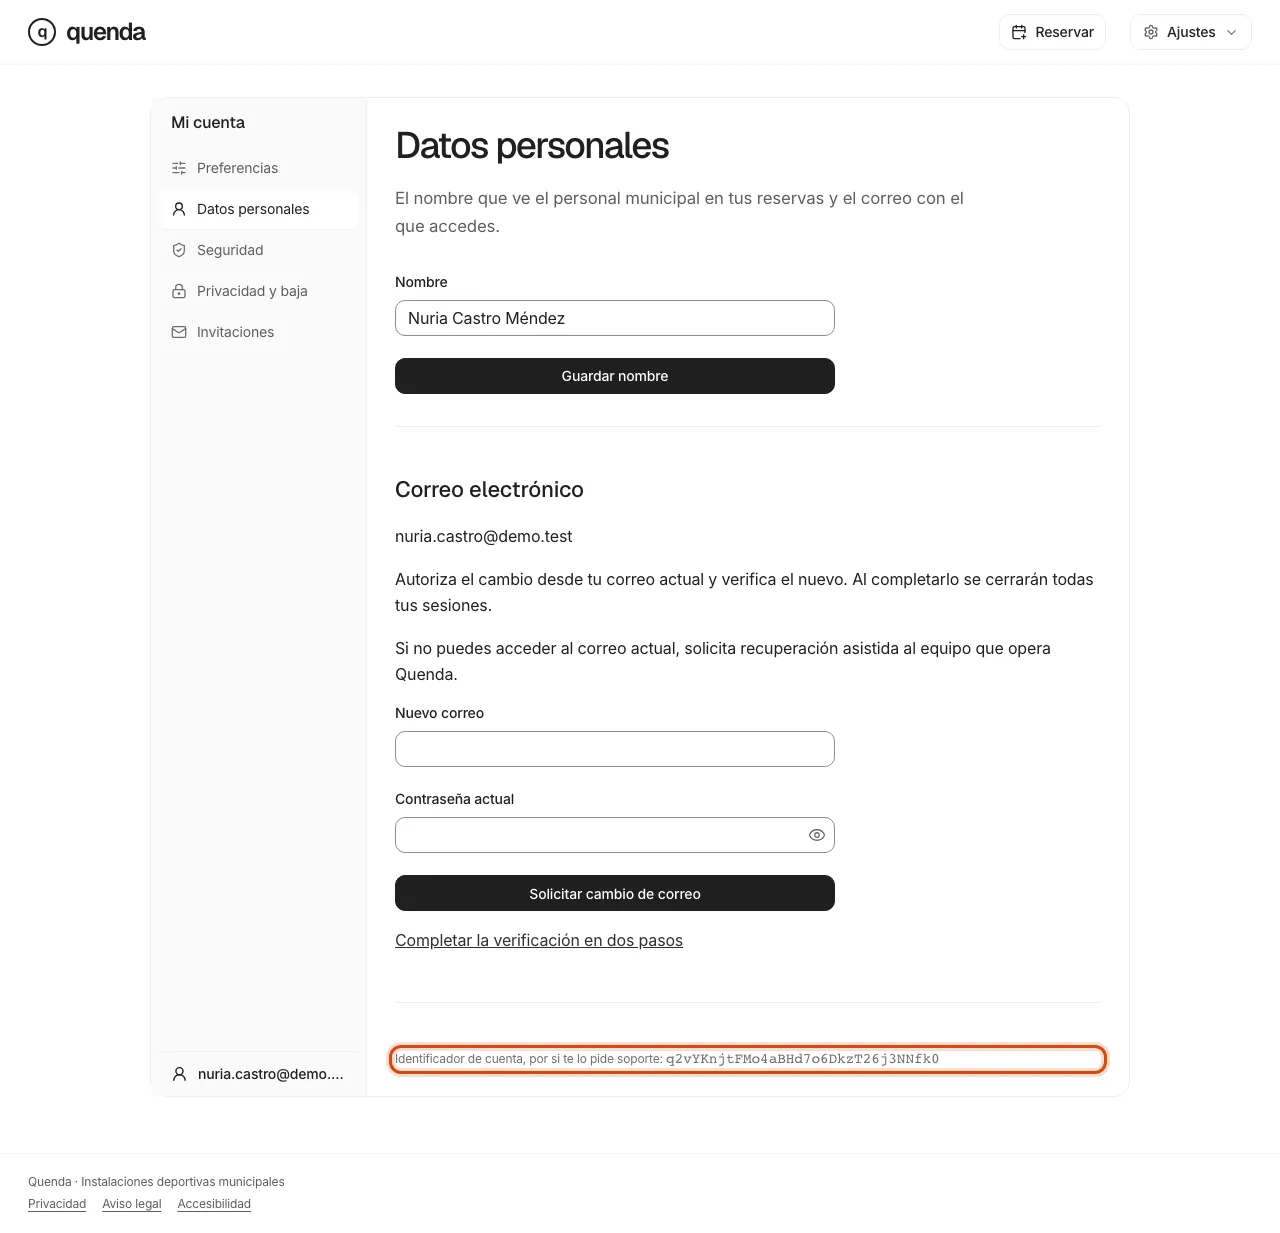 q quenda
Reservar
Ajustes
Mi cuenta
Preferencias
Datos personales
Seguridad
Privacidad y baja
Invitaciones
nuria.castro@demo....
Datos personales
El nombre que ve el personal municipal en tus reservas y el correo con el
que accedes.
Nombre
Nuria Castro Méndez
Guardar nombre
Correo electrónico
nuria.castro@demo.test
Autoriza el cambio desde tu correo actual y verifica el nuevo. Al completarlo se cerrarán todas
tus sesiones.
Si no puedes acceder al correo actual, solicita recuperación asistida al equipo que opera
Quenda.
Nuevo correo
Contraseña actual
Solicitar cambio de correo
Completar la verificación en dos pasos
Identificador de cuenta, por si te lo pide soporte: q2vYKnjtFMo4aBHd7o6DkzT26j3NNfk0
Quenda · Instalaciones deportivas municipales
Privacidad Aviso legal Accesibilidad